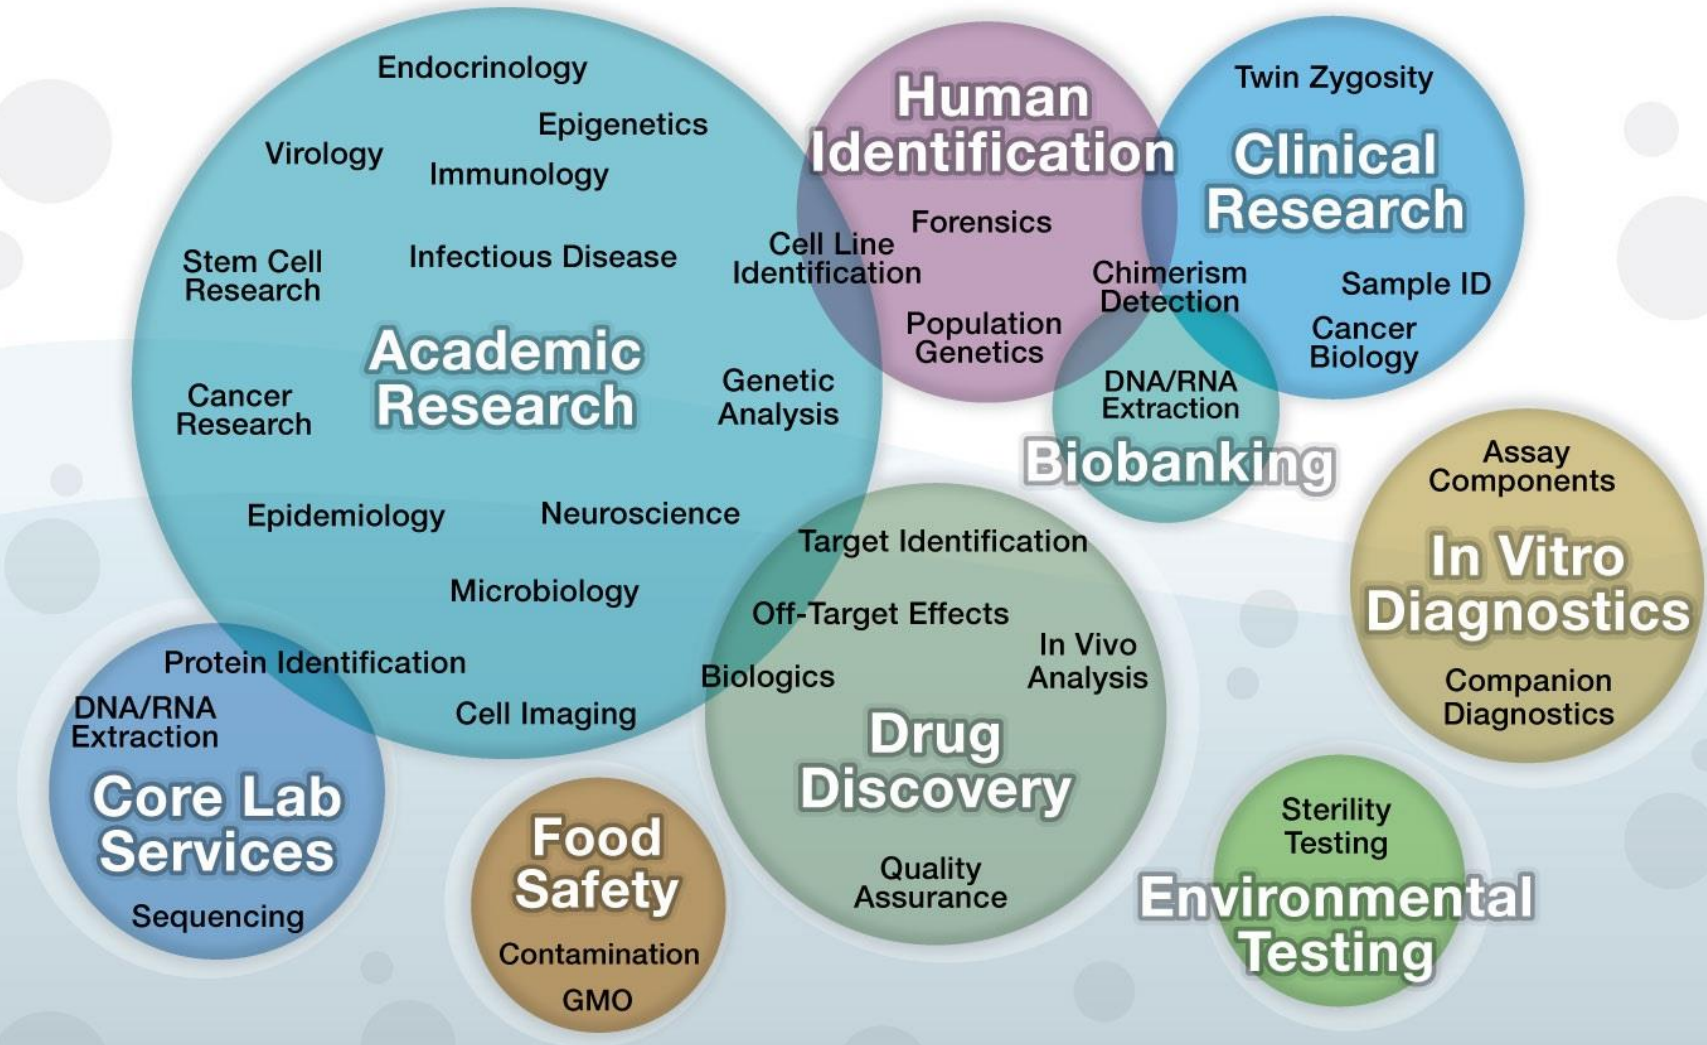 Endocrinology
Epigenetics
Virology
Immunology
Stem Cell
Research
Infectious Disease
Cell Line
Identification
Academic
Research
Cancer
Research
Genetic
Analysis
Epidemiology
Neuroscience
Microbiology
Protein Identification
Cell Imaging
Human
Identification
Forensics
Population
Genetics
Chimerism
Detection
Twin Zygosity
Clinical
Research
Sample ID
Cancer
Biology
DNA/RNA
Extraction
Biobanking
Assay
Components
In Vitro
Diagnostics
Companion
Diagnostics
Target Identification
Off-Target Effects
In Vivo
Analysis
Biologics
Drug
Discovery
Quality
Assurance
DNA/RNA
Extraction
Core Lab
Services
Sequencing
Food
Safety
Contamination
GMO
Sterility
Testing
Environmental
Testing